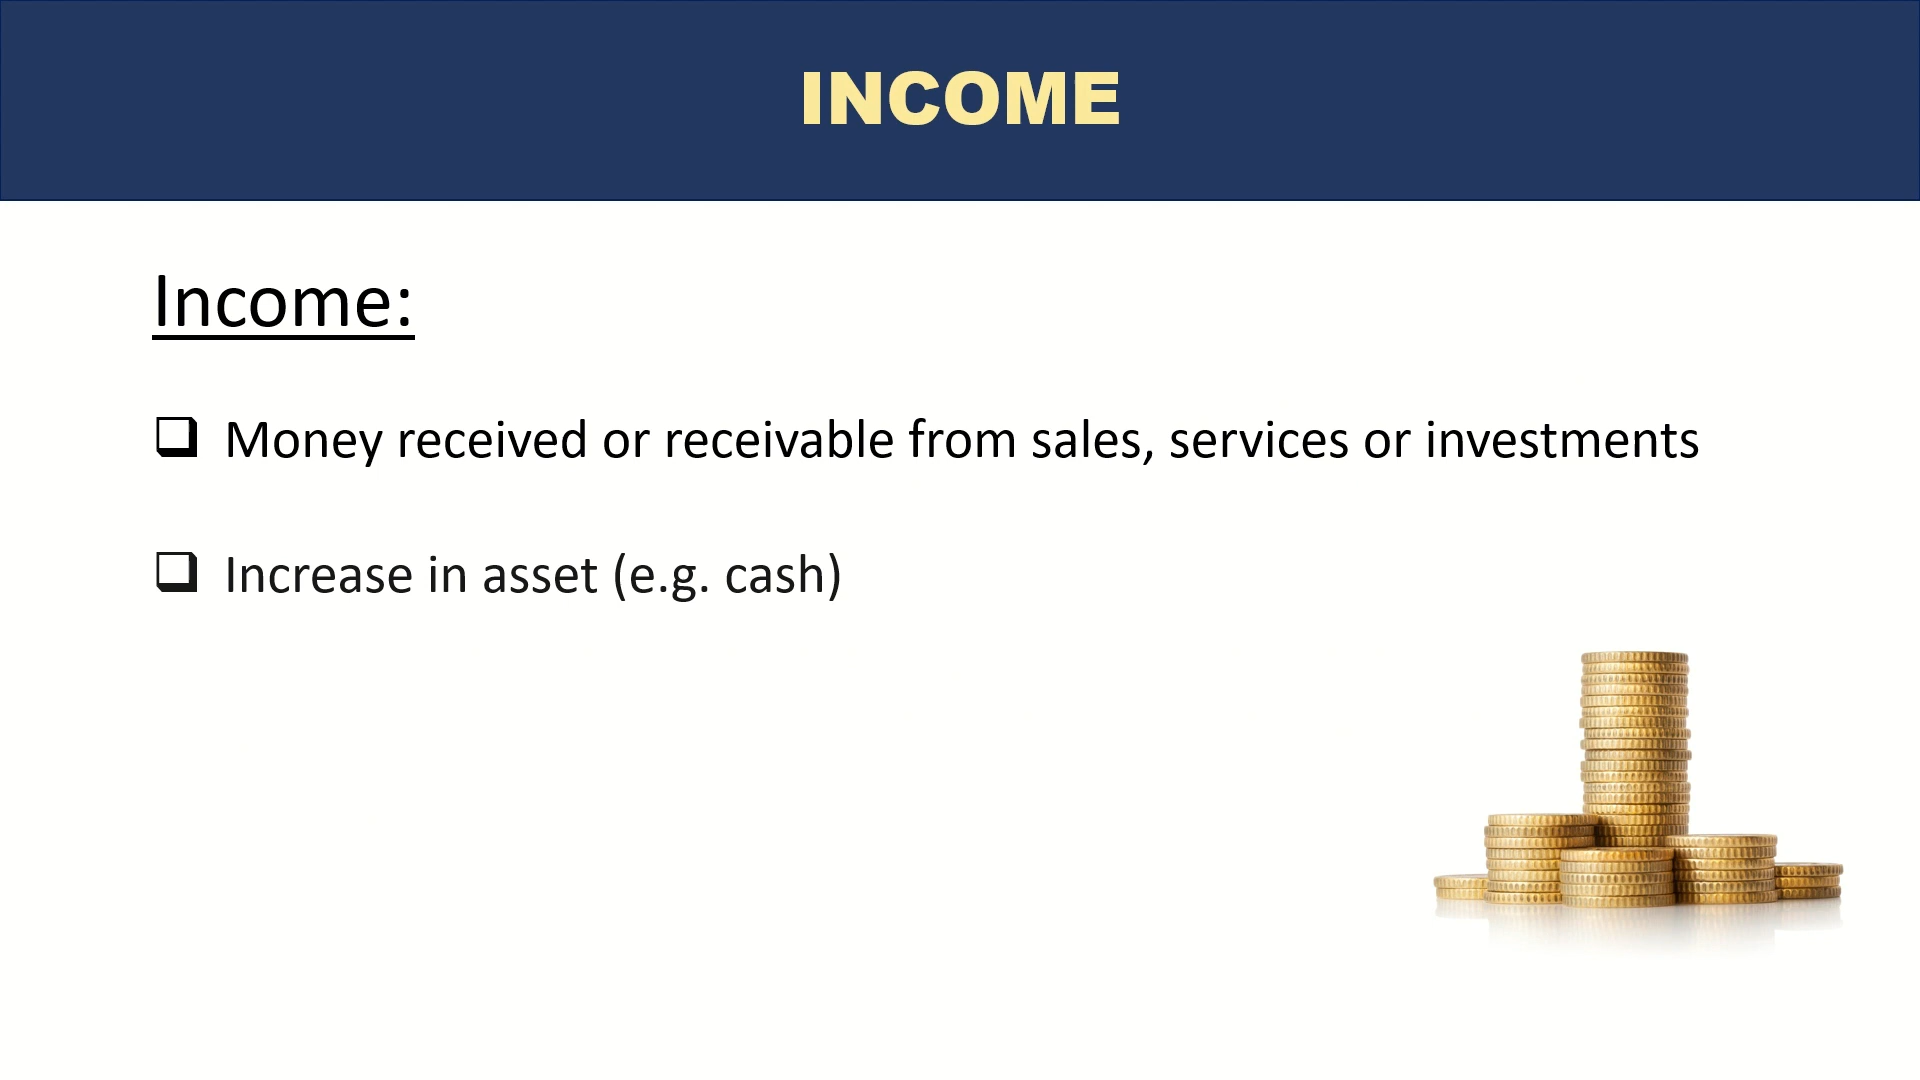 INCOME
Income:
❑ Money received or receivable from sales, services or investments
❑ Increase in asset (e.g. cash)